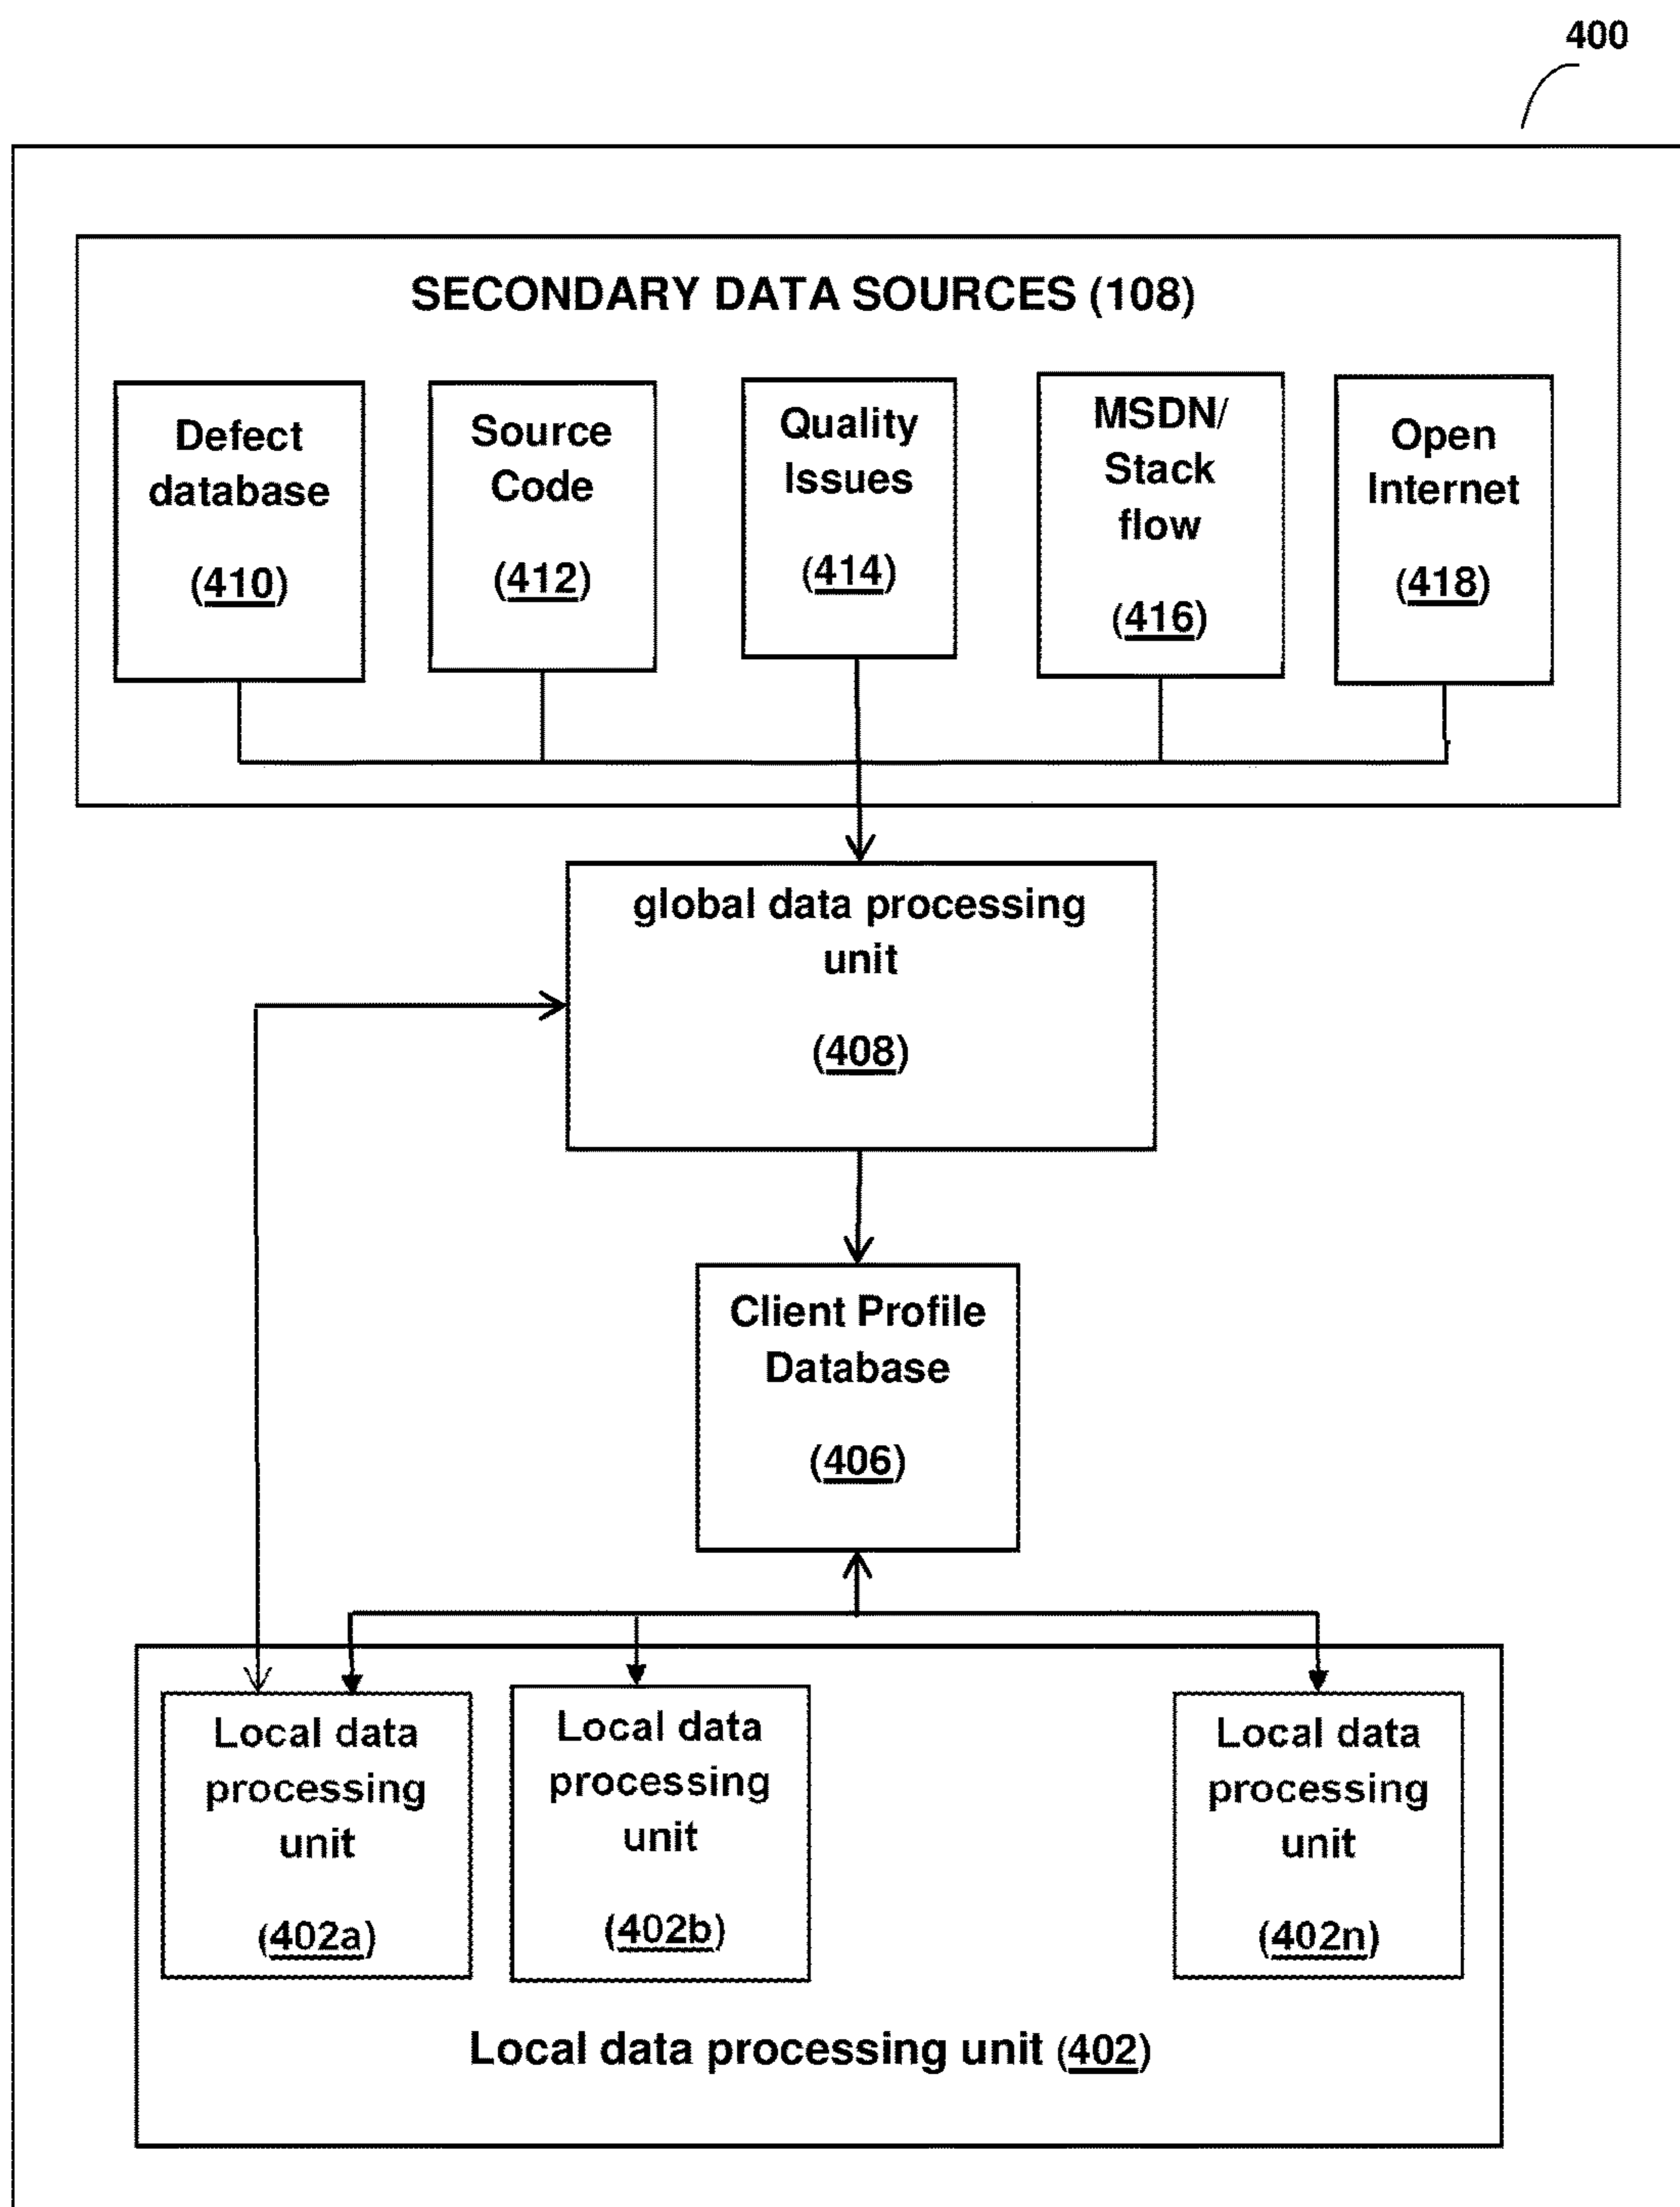 400
SECONDARY DATA SOURCES (108)
Defect
database
(410)
Source
Code
(412)
Quality
Issues
(414)
MSDN/
Stack
flow
(416)
Open
Internet
(418)
global data processing
unit
(408)
Client Profile
Database
(406)
Local data
processing
unit
(402a)
Local data
processing
unit
(402b)
Local data
processing
unit
(402n)
Local data processing unit (402)